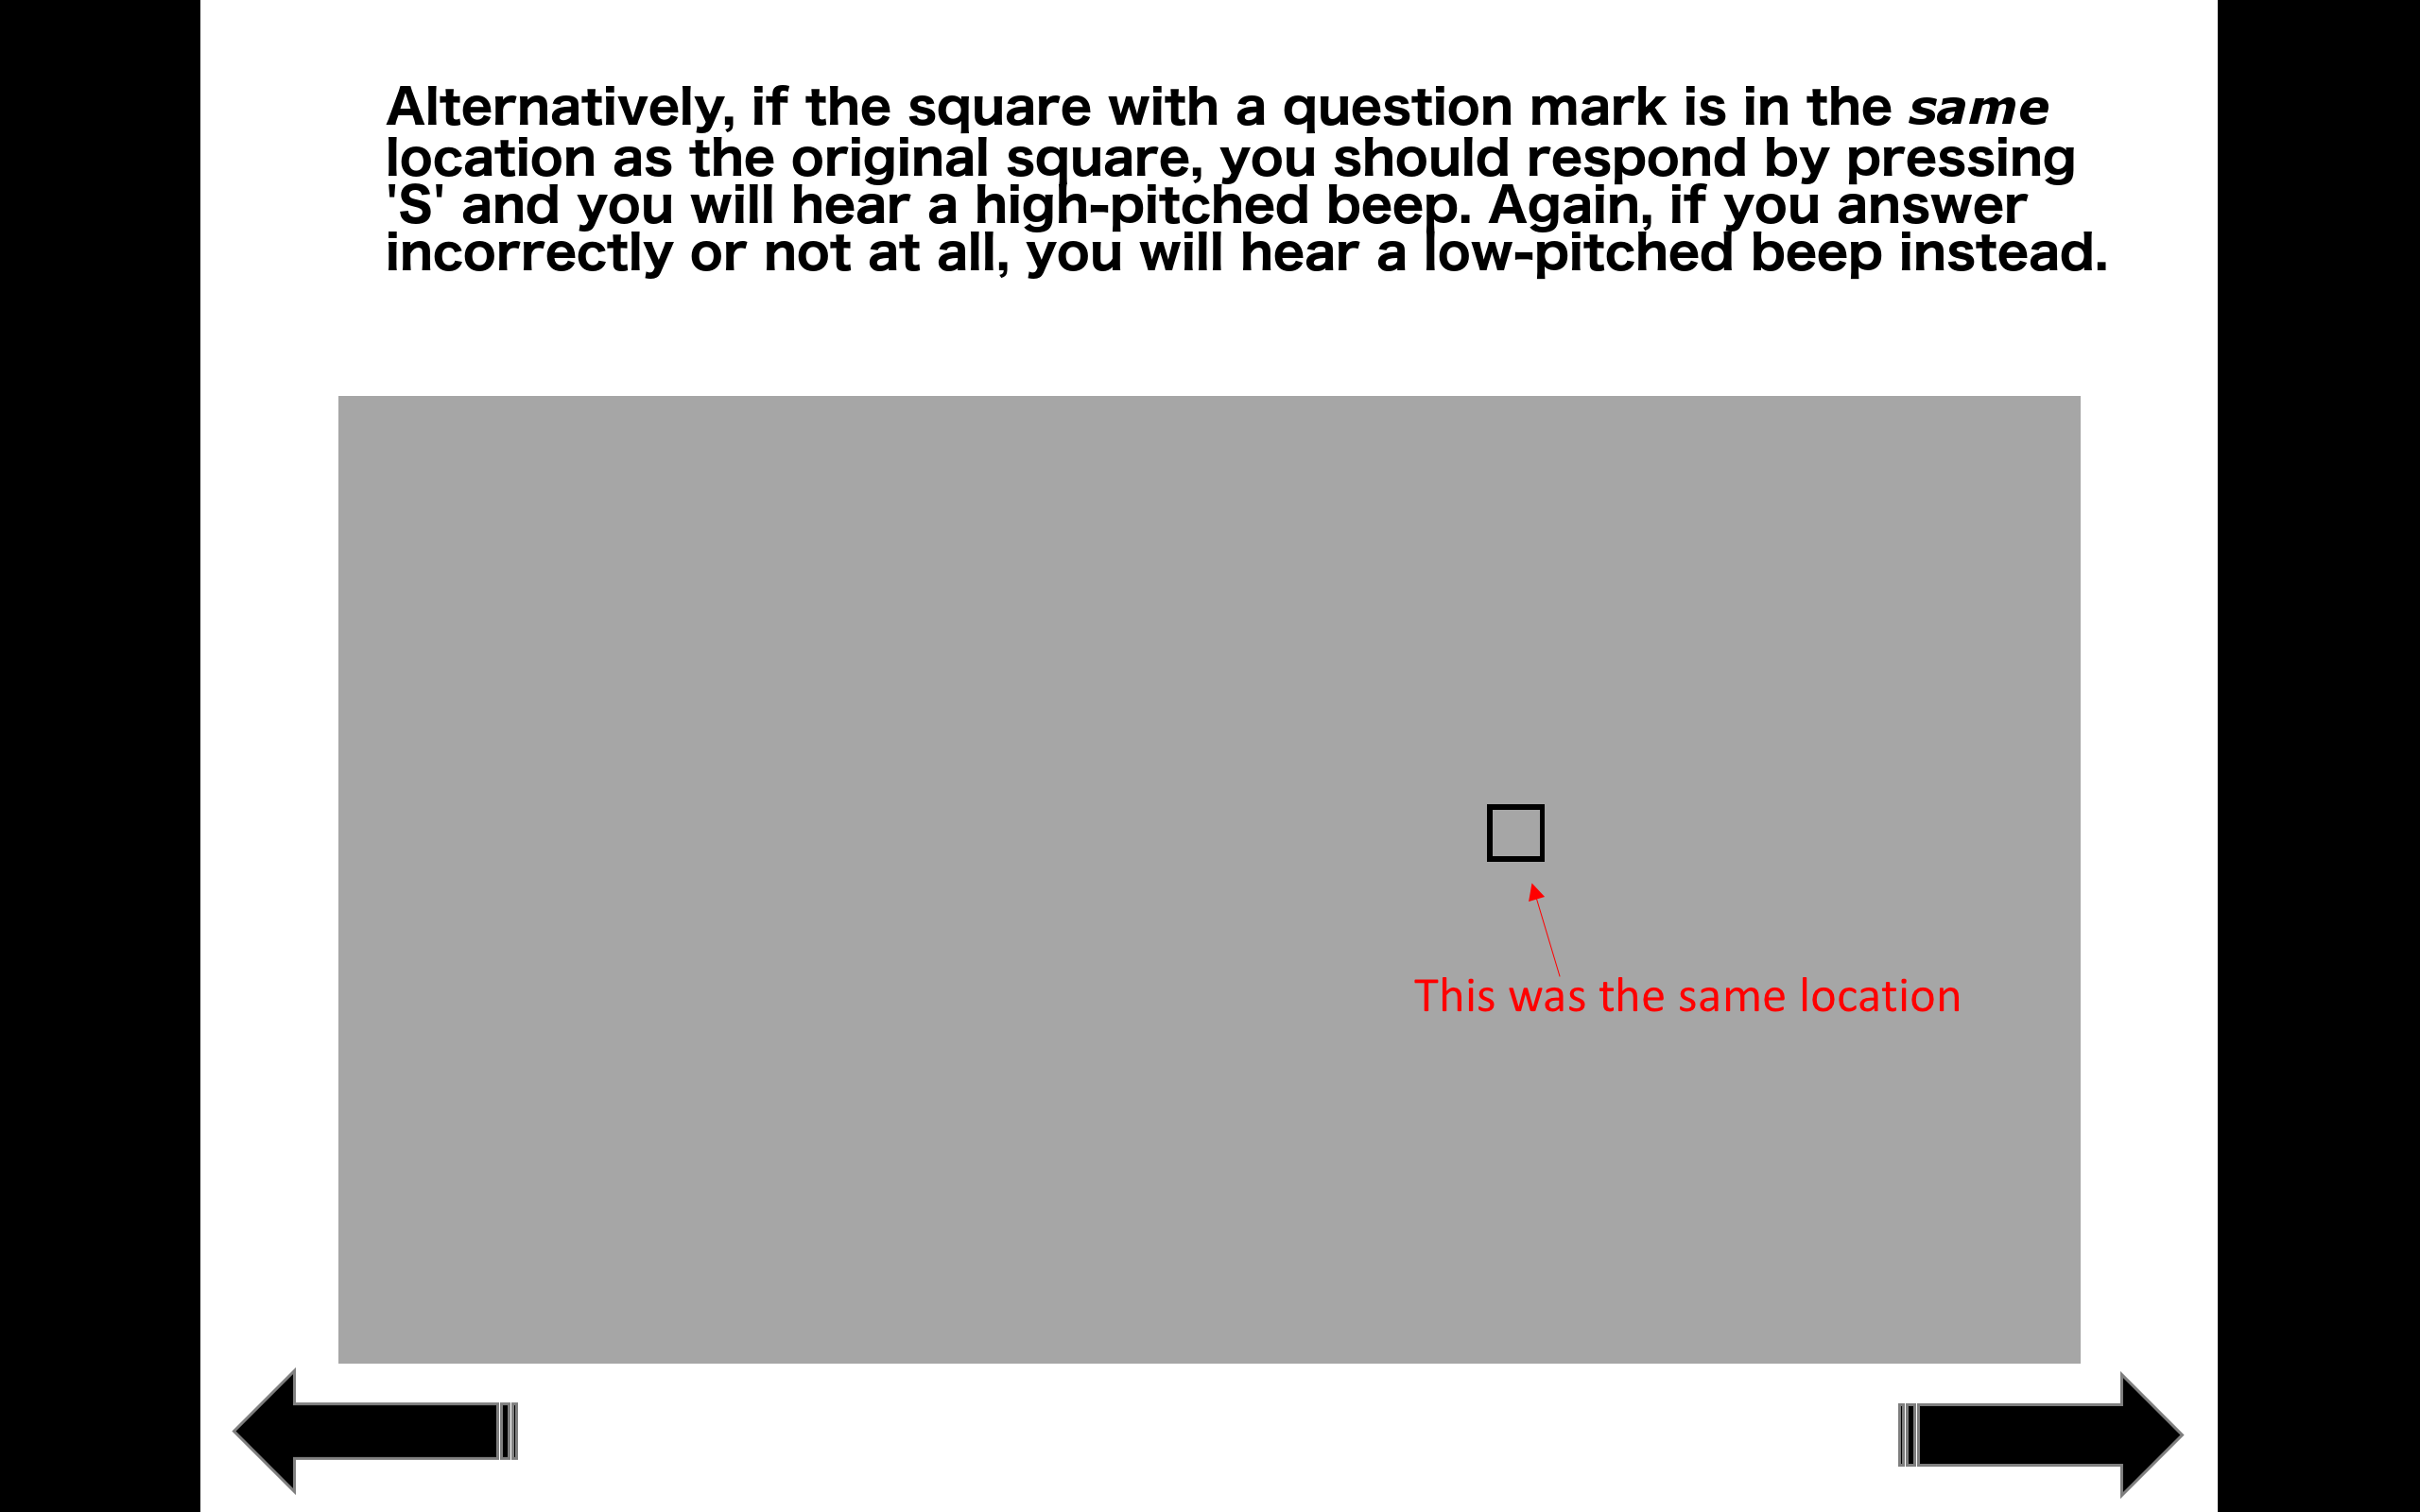 Alternatively, if the square with a question mark is in the same
location as the original square, you should respond by pressing
'S' and you will hear a high-pitched beep. Again, if you answer
incorrectly or not at all, you will hear a low-pitched beep instead.
This was the same location